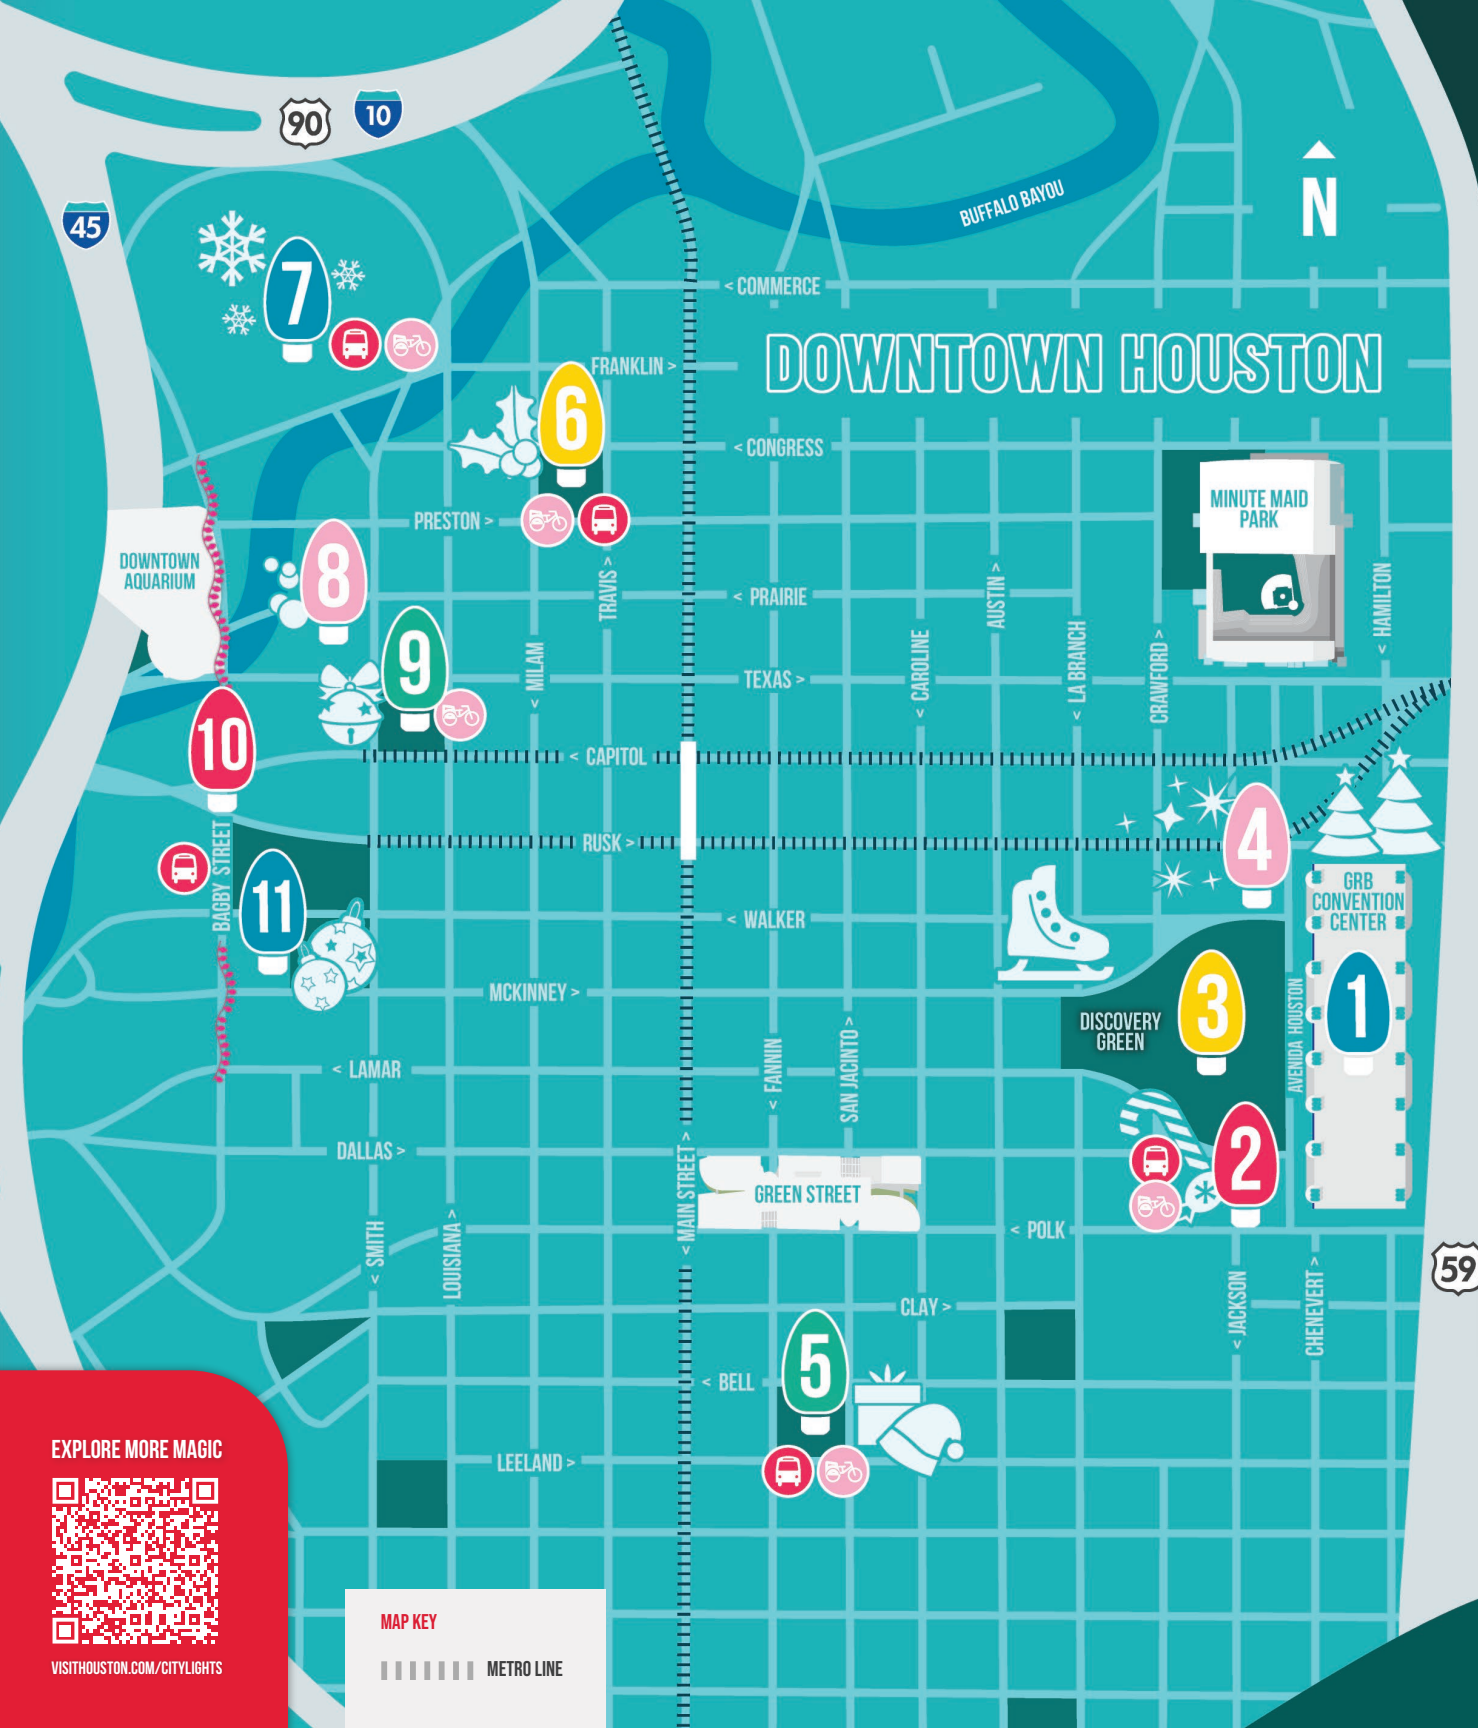 90
10
45
N
BUFFALO BAYOU
7
< COMMERCE
DOWNTOWN HOUSTON
FRANKLIN >
6
< CONGRESS
MINUTE MAID
PARK
PRESTON >
DOWNTOWN
AQUARIUM
8
TRAVIS >
< PRAIRIE
AUSTIN >
< HAMILTON
9
< MILAM
TEXAS >
< CAROLINE
< LA BRANCH
CRAWFORD >
10
< CAPITOL
RUSK >
4
BAGBY STREET
11
GRB
CONVENTION
CENTER
< WALKER
MCKINNEY >
3
1
DISCOVERY
GREEN
AVENIDA HOUSTON
< LAMAR
< FANNIN
SAN JACINTO >
DALLAS >
2
< MAIN STREET >
GREEN STREET
< SMITH
LOUISIANA >
< POLK
59
< JACKSON
CHENEVERT >
CLAY >
5
< BELL
LEELAND >
EXPLORE MORE MAGIC
VISITHOUSTON.COM/CITYLIGHTS
MAP KEY
METRO LINE